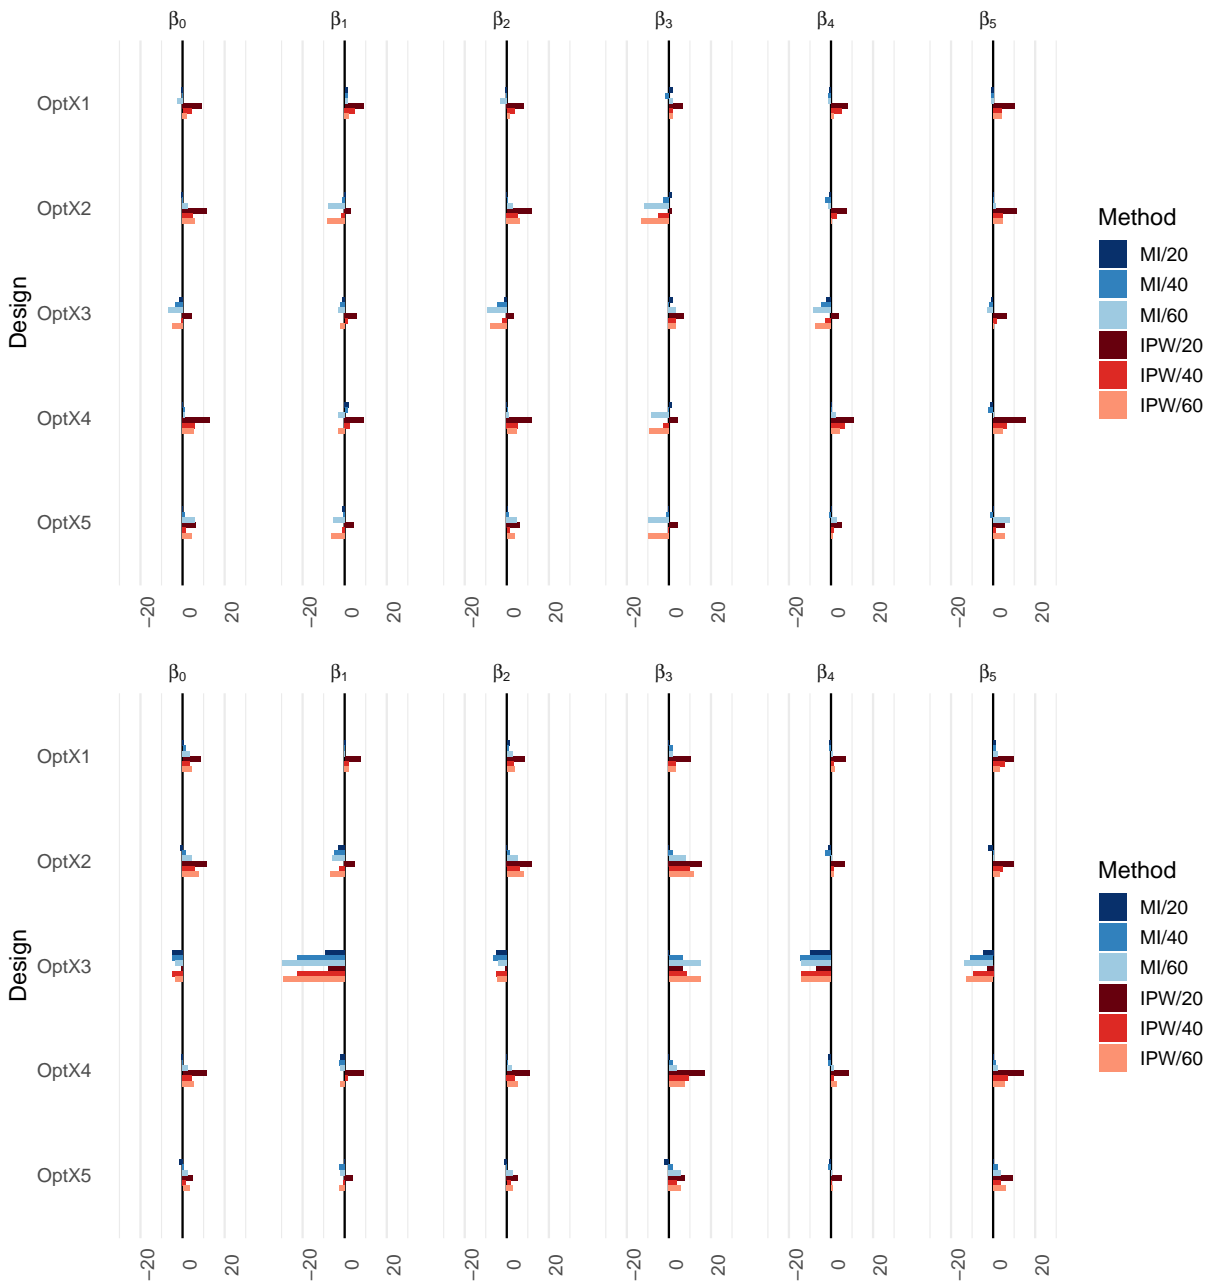 β0 β1 β2 β3 β4 β5
OptX1
OptX2
OptX3
OptX4
OptX5
Design
−20 0 20 −20 0 20 −20 0 20 −20 0 20 −20 0 20 −20 0 20
Method
MI/20
MI/40
MI/60
IPW/20
IPW/40
IPW/60
β0 β1 β2 β3 β4 β5
OptX1
OptX2
OptX3
OptX4
OptX5
Design
−20 0 20 −20 0 20 −20 0 20 −20 0 20 −20 0 20 −20 0 20
Method
MI/20
MI/40
MI/60
IPW/20
IPW/40
IPW/60